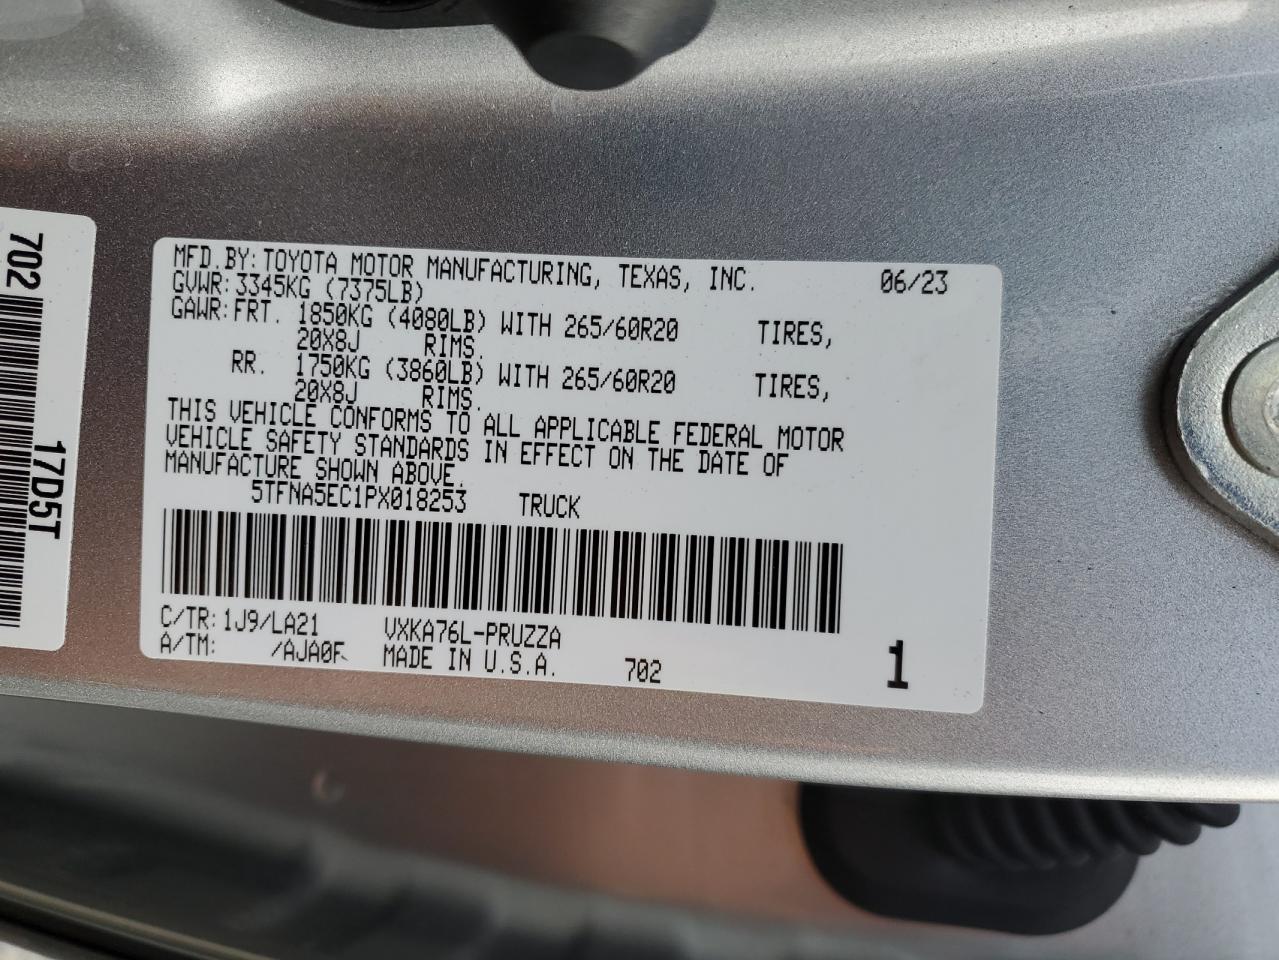 MFD.BY:TOYOTA MOTOR MANUFACTURING, TEXAS, INC. 06/23
GVWR:3345KG (7375LB)
GAWR:FRT. 1850KG (4080LB) WITH 265/60R20 TIRES,
20X8J RIMS.
RR. 1750KG (3860LB) WITH 265/60R20 TIRES,
20X8J RIMS.
THIS VEHICLE CONFORMS TO ALL APPLICABLE FEDERAL MOTOR
VEHICLE SAFETY STANDARDS IN EFFECT ON THE DATE OF
MANUFACTURE SHOWN ABOVE.
5TFNA5EC1PX018253 TRUCK
C/TR:1J9/LA21 VXKA76L-PRUZZA
A/TM: /AJA0F MADE IN U.S.A. 702 1
702
17D5T